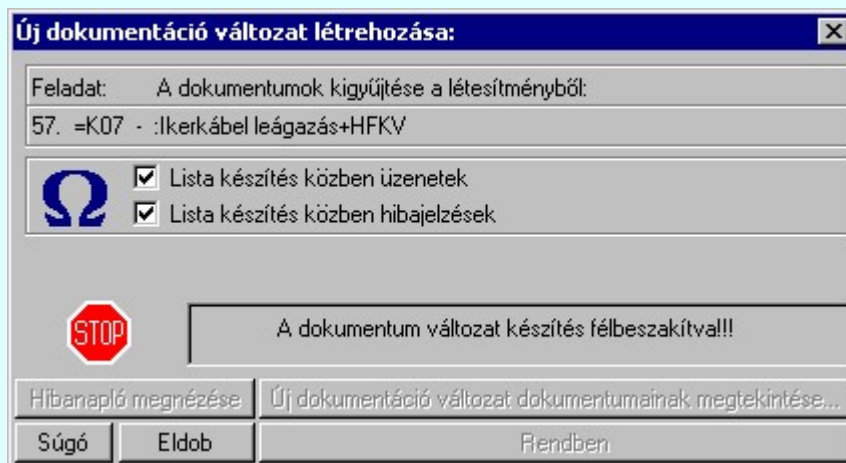 Új dokumentáció változat létrehozása:
Feladat: A dokumentumok kigyűjtése a létesítményből:
57. =K07 - :Ikerkábel leágazás+HFKV
Ω
Lista készítés közben üzenetek
Lista készítés közben hibajelzések
STOP
A dokumentum változat készítés félbeszakítva!!!
Hibanapló megnézése Új dokumentáció változat dokumentumainak megtekintése...
Súgó Eldob Rendben